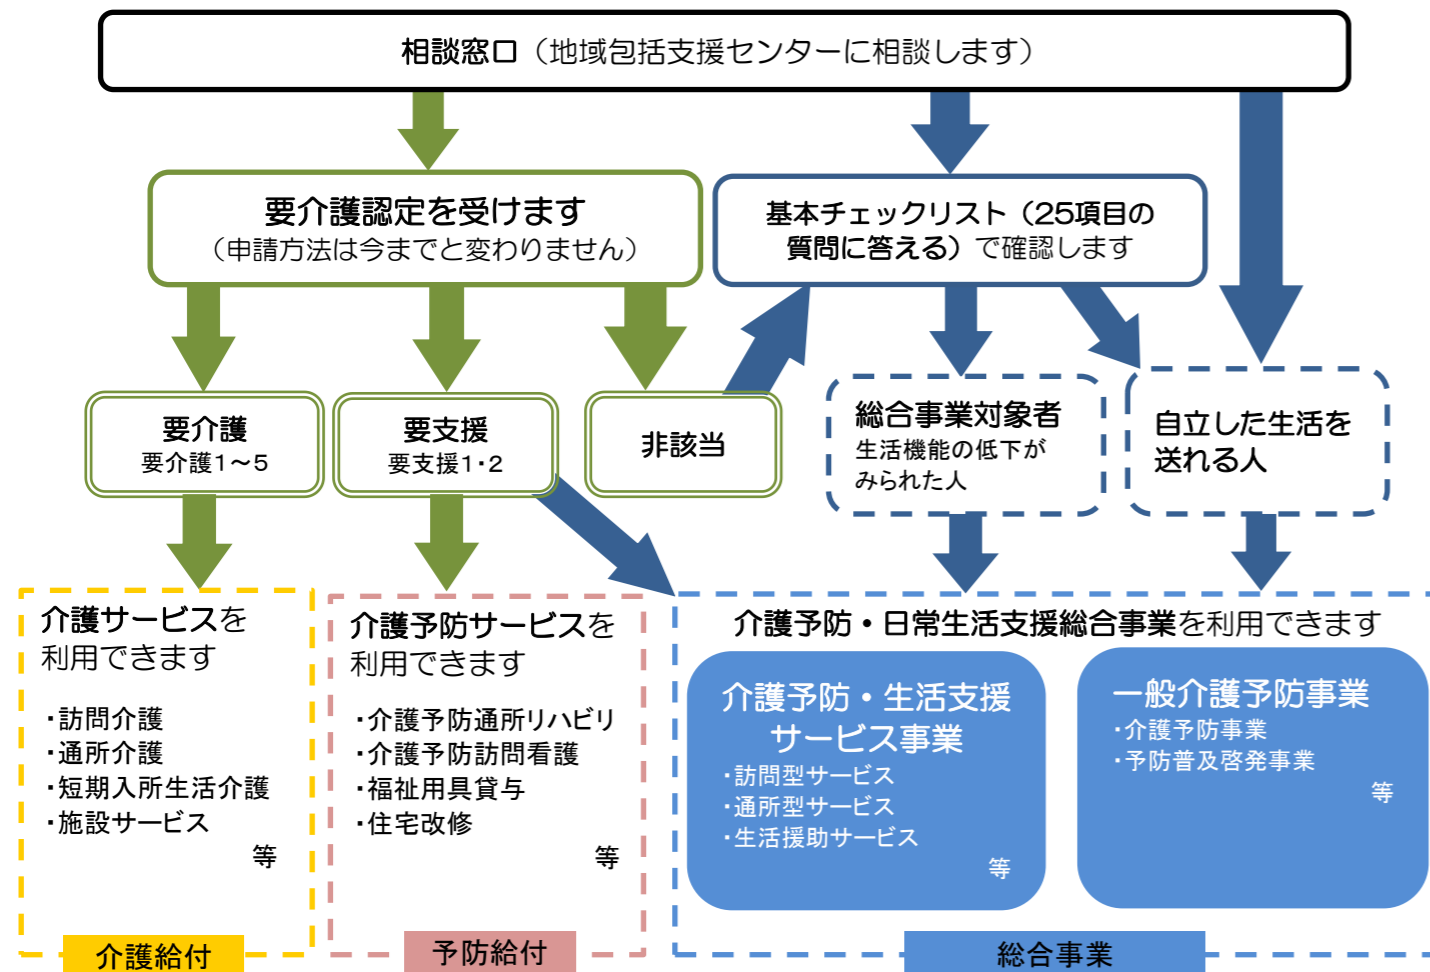 相談窓口（地域包括支援センターに相談します）
要介護認定を受けます
（申請方法は今までと変わりません）
基本チェックリスト（25項目の
質問に答える）で確認します
要介護
要介護1～5
要支援
要支援1・2
非該当
総合事業対象者
生活機能の低下が
みられた人
自立した生活を
送れる人
介護サービスを
利用できます
・訪問介護
・通所介護
・短期入所生活介護
・施設サービス
等
介護給付
介護予防サービスを
利用できます
・介護予防通所リハビリ
・介護予防訪問看護
・福祉用具貸与
・住宅改修
等
予防給付
介護予防・日常生活支援総合事業を利用できます
介護予防・生活支援
サービス事業
・訪問型サービス
・通所型サービス
・生活援助サービス
等
一般介護予防事業
・介護予防事業
・予防普及啓発事業
等
総合事業